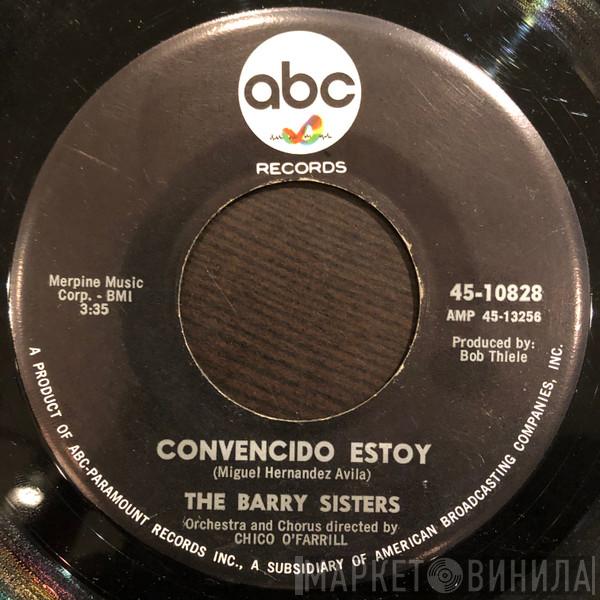 abc
RECORDS
Merpine Music
Corp. - BMI
3:35
45-10828
AMP 45-13256
Produced by:
Bob Thiele
CONVENCIDO ESTOY
(Miguel Hernandez Avila)
THE BARRY SISTERS
Orchestra and Chorus directed by
CHICO O'FARRILL
A PRODUCT OF ABC-PARAMOUNT RECORDS INC., A SUBSIDIARY OF AMERICAN BROADCASTING COMPANIES, INC.
МАРКЕТ ВИНИЛА